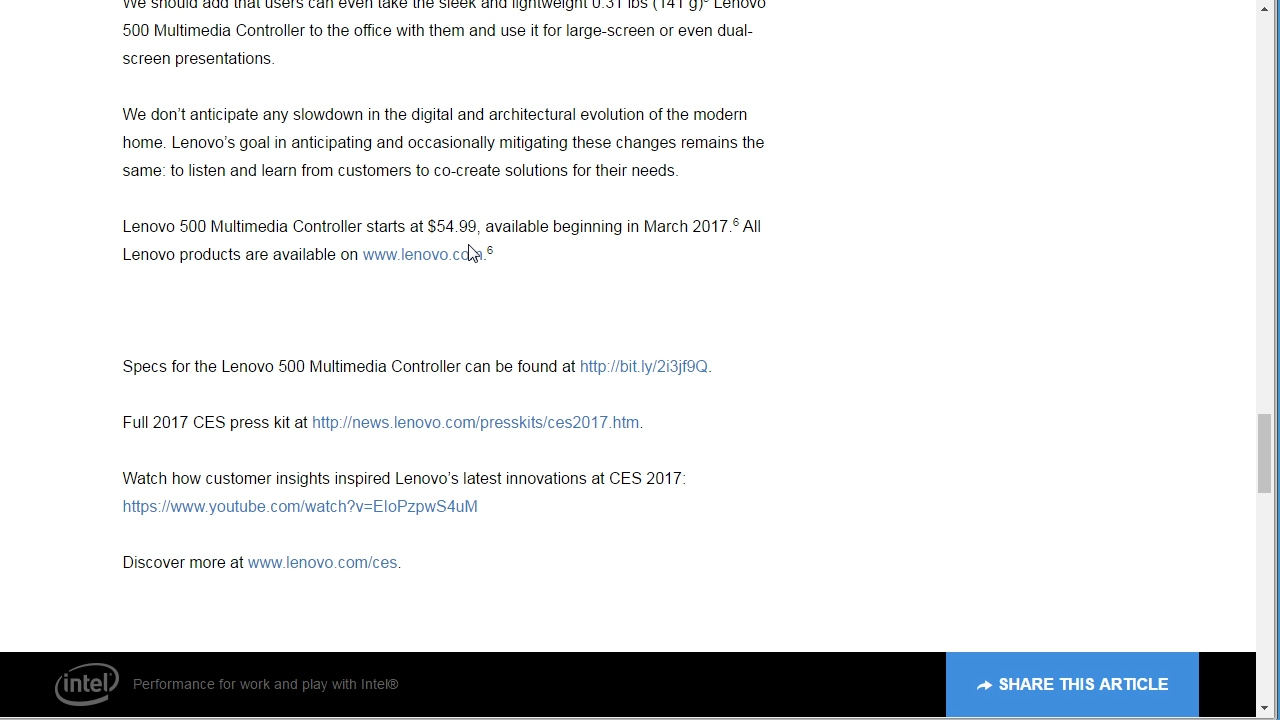 We should add that users can even take the sleek and lightweight 0.31 lbs (141 g)⁵ Lenovo
500 Multimedia Controller to the office with them and use it for large-screen or even dual-
screen presentations.
We don’t anticipate any slowdown in the digital and architectural evolution of the modern
home. Lenovo’s goal in anticipating and occasionally mitigating these changes remains the
same: to listen and learn from customers to co-create solutions for their needs.
Lenovo 500 Multimedia Controller starts at $54.99, available beginning in March 2017.⁶ All
Lenovo products are available on www.lenovo.com.⁶
Specs for the Lenovo 500 Multimedia Controller can be found at http://bit.ly/2i3jf9Q.
Full 2017 CES press kit at http://news.lenovo.com/presskits/ces2017.htm.
Watch how customer insights inspired Lenovo’s latest innovations at CES 2017:
https://www.youtube.com/watch?v=EloPzpwS4uM
Discover more at www.lenovo.com/ces.
intel Performance for work and play with Intel®
SHARE THIS ARTICLE